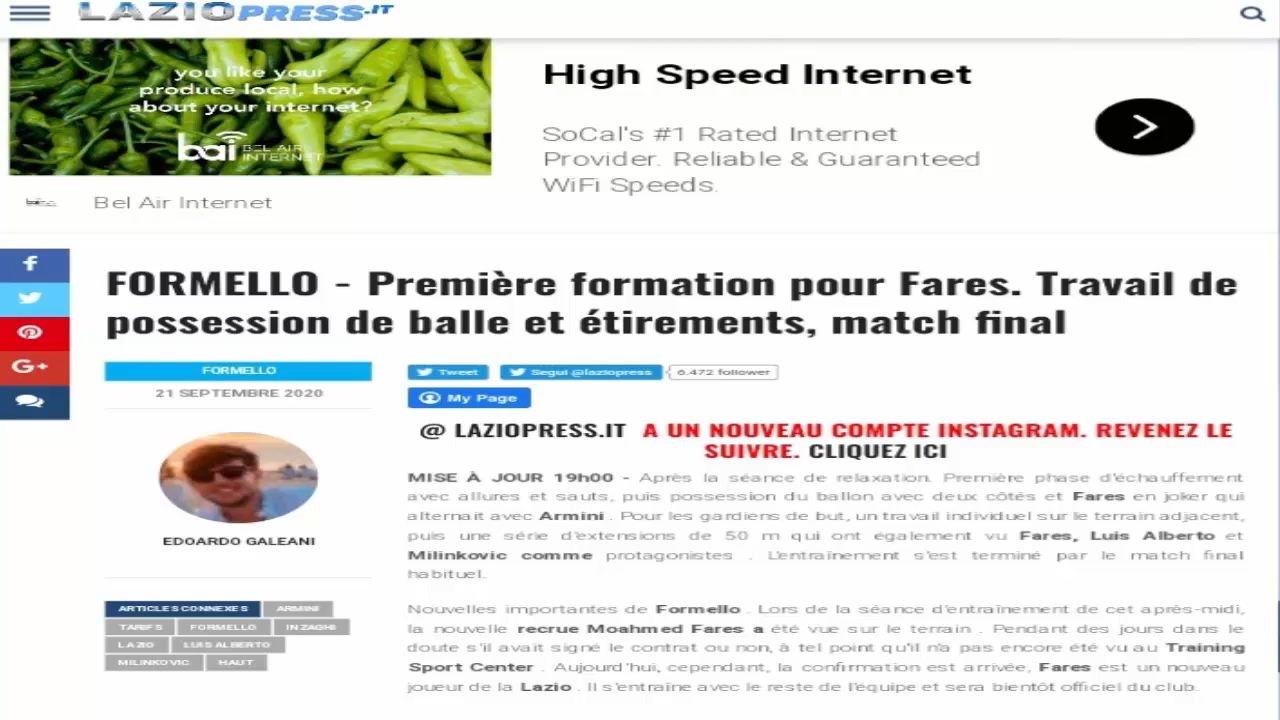 LAZIOPRESS.IT
you like your
produce local, how
about your internet?
bai BEL AIR
INTERNET
High Speed Internet
SoCal's #1 Rated Internet
Provider. Reliable & Guaranteed
WiFi Speeds.
Bel Air Internet
FORMELLO - Première formation pour Fares. Travail de
possession de balle et étirements, match final
FORMELLO
21 SEPTEMBRE 2020
EDOARDO GALEANI
ARTICLES CONNEXES ARMINI
TARIFS FORMELLO INZAGHI
LAZIO LUIS ALBERTO
MILINKOVIC HAUT
Tweet Segui @laziopress 6.472 follower
My Page
@ LAZIOPRESS.IT A UN NOUVEAU COMPTE INSTAGRAM. REVENEZ LE
SUIVRE. CLIQUEZ ICI
MISE À JOUR 19h00 - Après la séance de relaxation. Première phase d'échauffement
avec allures et sauts, puis possession du ballon avec deux côtés et Fares en joker qui
alternait avec Armini . Pour les gardiens de but, un travail individuel sur le terrain adjacent,
puis une série d'extensions de 50 m qui ont également vu Fares, Luis Alberto et
Milinkovic comme protagonistes . L'entraînement s'est terminé par le match final
habituel.
Nouvelles importantes de Formello . Lors de la séance d'entraînement de cet après-midi,
la nouvelle recrue Moahmed Fares a été vue sur le terrain . Pendant des jours dans le
doute s'il avait signé le contrat ou non, à tel point qu'il n'a pas encore été vu au Training
Sport Center . Aujourd'hui, cependant, la confirmation est arrivée, Fares est un nouveau
joueur de la Lazio . Il s'entraîne avec le reste de l'équipe et sera bientôt officiel du club.